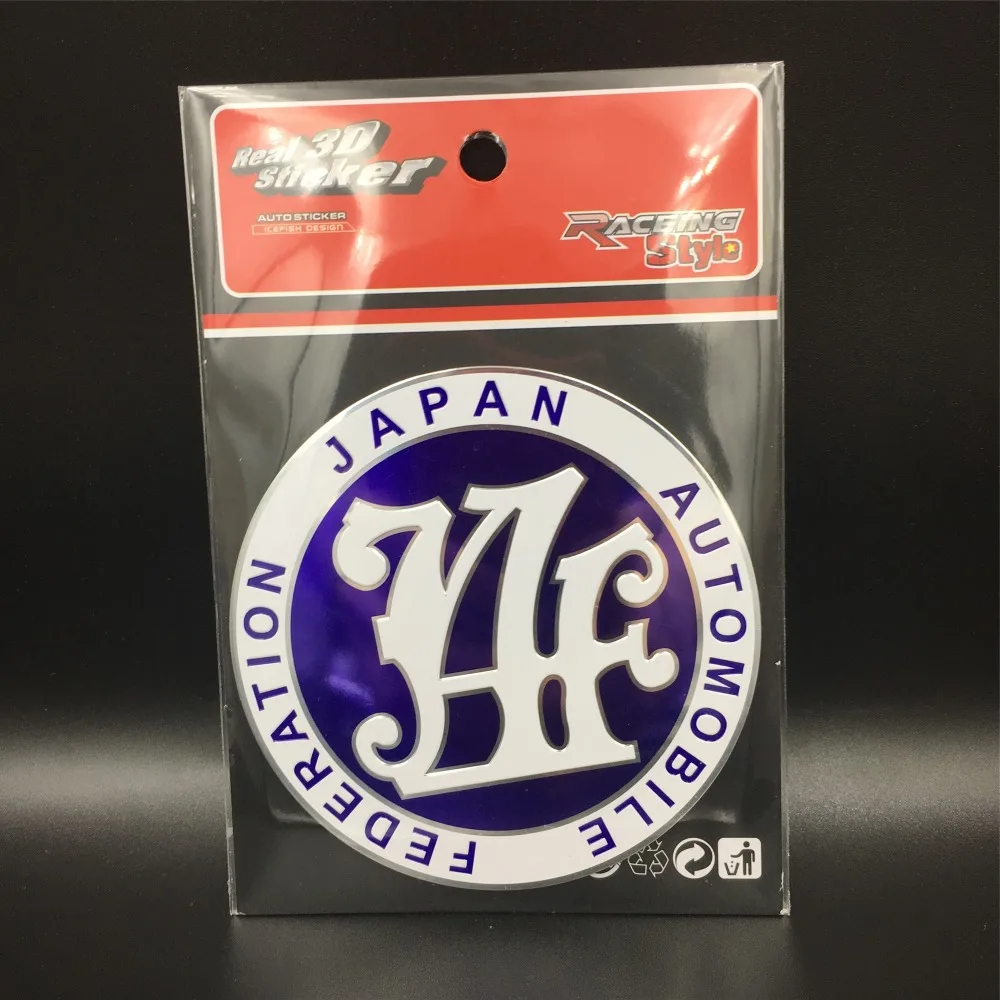 Real 3D
Sticker
AUTO STICKER
ICEFISH DESIGN
RACEING
Style
JAPAN AUTOMOBILE FEDERATION
JAF